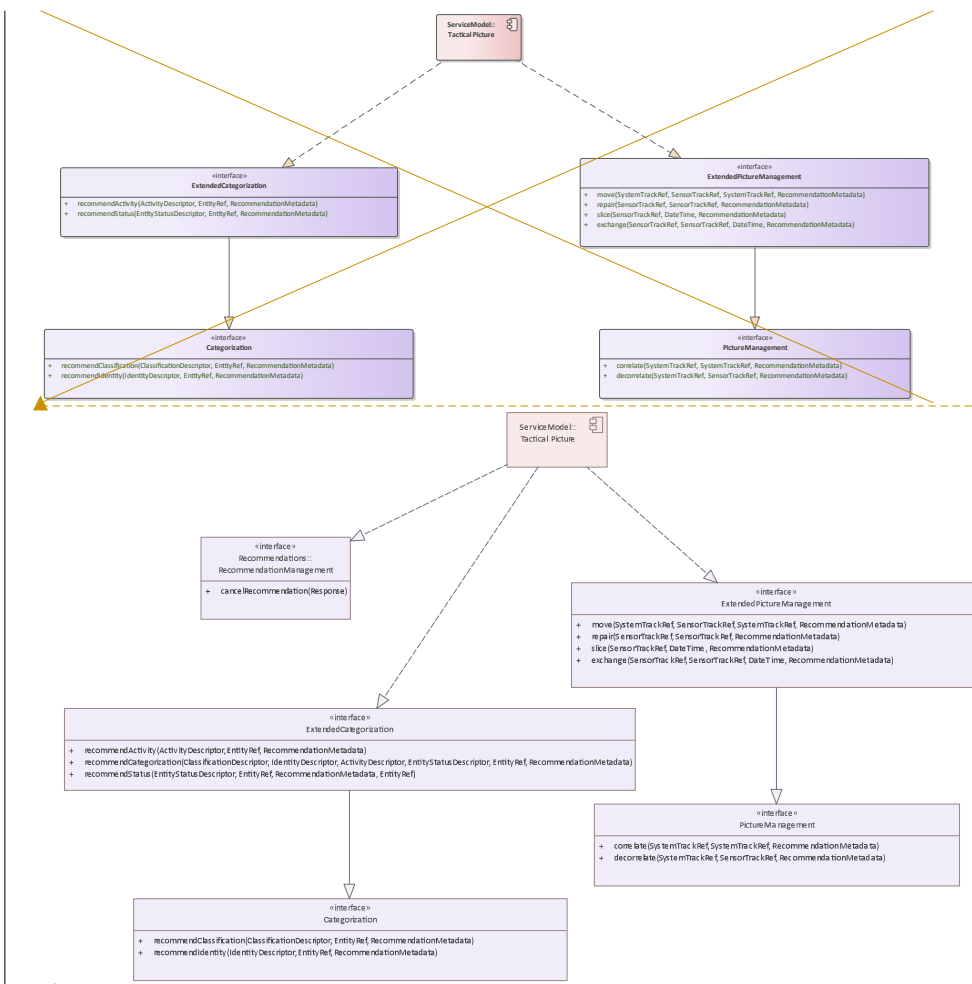 ServiceModel::
Tactical Picture
«interface»
ExtendedCategorization
+ recommendActivity(ActivityDescriptor, EntityRef, RecommendationMetadata)
+ recommendStatus(EntityStatusDescriptor, EntityRef, RecommendationMetadata)
«interface»
ExtendedPictureManagement
+ move(SystemTrackRef, SensorTrackRef, SystemTrackRef, RecommendationMetadata)
+ repair(SensorTrackRef, SensorTrackRef, RecommendationMetadata)
+ slice(SensorTrackRef, DateTime, RecommendationMetadata)
+ exchange(SensorTrackRef, SensorTrackRef, DateTime, RecommendationMetadata)
«interface»
Categorization
+ recommendClassification(ClassificationDescriptor, EntityRef, RecommendationMetadata)
+ recommendIdentity(IdentityDescriptor, EntityRef, RecommendationMetadata)
«interface»
PictureManagement
+ correlate(SystemTrackRef, SystemTrackRef, RecommendationMetadata)
+ decorrelate(SystemTrackRef, SensorTrackRef, RecommendationMetadata)
ServiceModel::
Tactical Picture
«interface»
Recommendations::
RecommendationManagement
+ cancelRecommendation(Response)
«interface»
ExtendedPictureManagement
+ move(SystemTrackRef, SensorTrackRef, SystemTrackRef, RecommendationMetadata)
+ repair(SensorTrackRef, SensorTrackRef, RecommendationMetadata)
+ slice(SensorTrackRef, DateTime, RecommendationMetadata)
+ exchange(SensorTrackRef, SensorTrackRef, DateTime, RecommendationMetadata)
«interface»
ExtendedCategorization
+ recommendActivity(ActivityDescriptor, EntityRef, RecommendationMetadata)
+ recommendCategorization(ClassificationDescriptor, IdentityDescriptor, ActivityDescriptor, EntityStatusDescriptor, EntityRef, RecommendationMetadata)
+ recommendStatus(EntityStatusDescriptor, EntityRef, RecommendationMetadata, EntityRef)
«interface»
PictureManagement
+ correlate(SystemTrackRef, SystemTrackRef, RecommendationMetadata)
+ decorrelate(SystemTrackRef, SensorTrackRef, RecommendationMetadata)
«interface»
Categorization
+ recommendClassification(ClassificationDescriptor, EntityRef, RecommendationMetadata)
+ recommendIdentity(IdentityDescriptor, EntityRef, RecommendationMetadata)